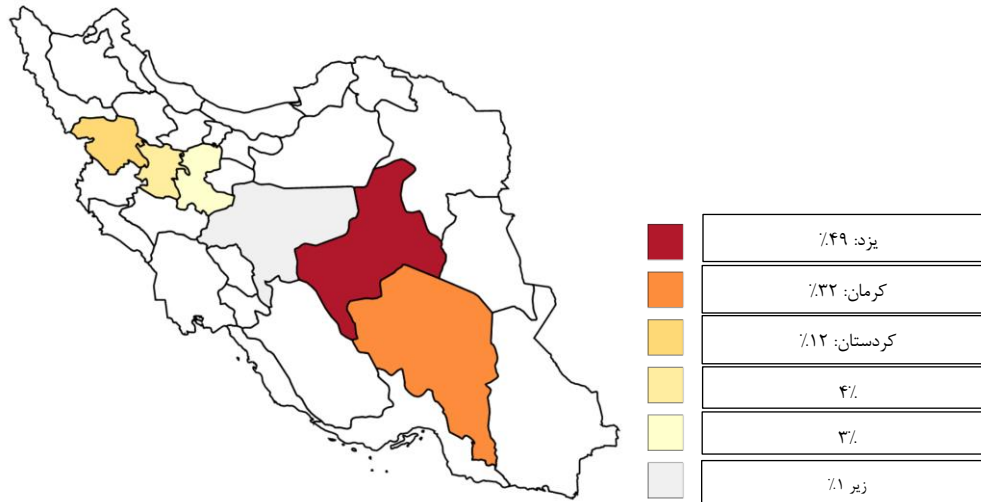 یزد: ۴۹٪
کرمان: ۳۲٪
کردستان: ۱۲٪
۴٪
۳٪
زیر ۱٪